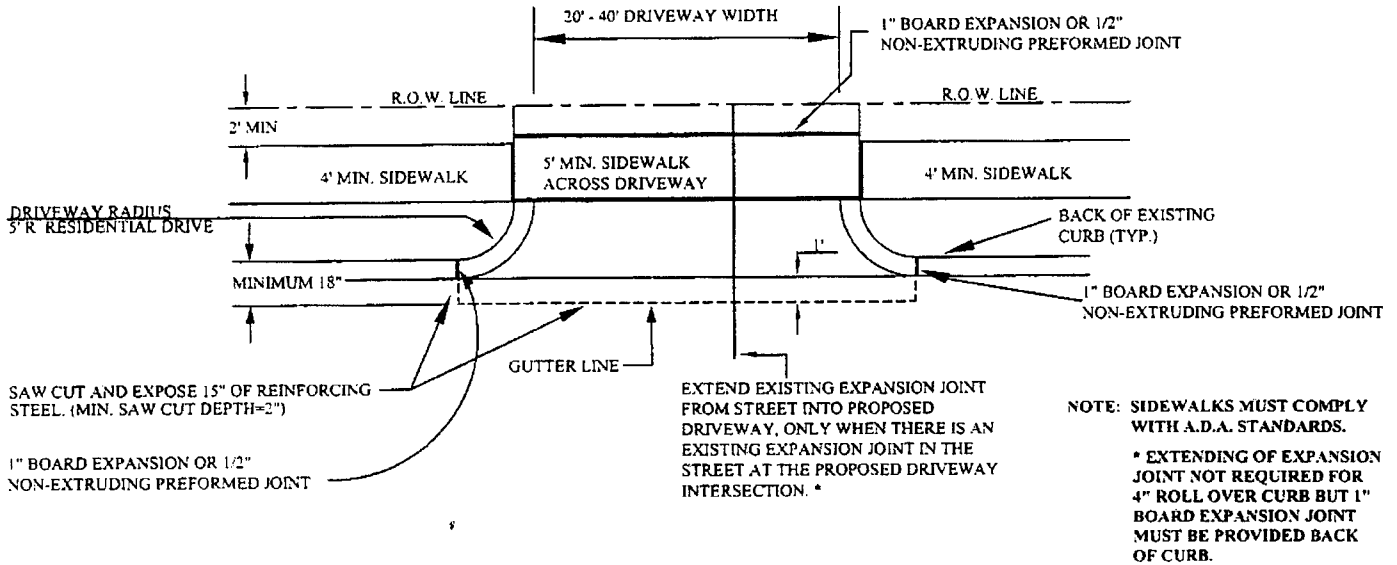 20' - 40' DRIVEWAY WIDTH
1" BOARD EXPANSION OR 1/2"
NON-EXTRUDING PREFORMED JOINT
R.O.W. LINE
R.O.W. LINE
2' MIN
4' MIN. SIDEWALK
5' MIN. SIDEWALK
ACROSS DRIVEWAY
4' MIN. SIDEWALK
DRIVEWAY RADIUS
5' R RESIDENTIAL DRIVE
BACK OF EXISTING
CURB (TYP.)
1'
MINIMUM 18"
1" BOARD EXPANSION OR 1/2"
NON-EXTRUDING PREFORMED JOINT
GUTTER LINE
SAW CUT AND EXPOSE 15" OF REINFORCING
STEEL. (MIN. SAW CUT DEPTH=2")
1" BOARD EXPANSION OR 1/2"
NON-EXTRUDING PREFORMED JOINT
EXTEND EXISTING EXPANSION JOINT
FROM STREET INTO PROPOSED
DRIVEWAY, ONLY WHEN THERE IS AN
EXISTING EXPANSION JOINT IN THE
STREET AT THE PROPOSED DRIVEWAY
INTERSECTION. *
NOTE: SIDEWALKS MUST COMPLY
WITH A.D.A. STANDARDS.
* EXTENDING OF EXPANSION
JOINT NOT REQUIRED FOR
4" ROLL OVER CURB BUT 1"
BOARD EXPANSION JOINT
MUST BE PROVIDED BACK
OF CURB.